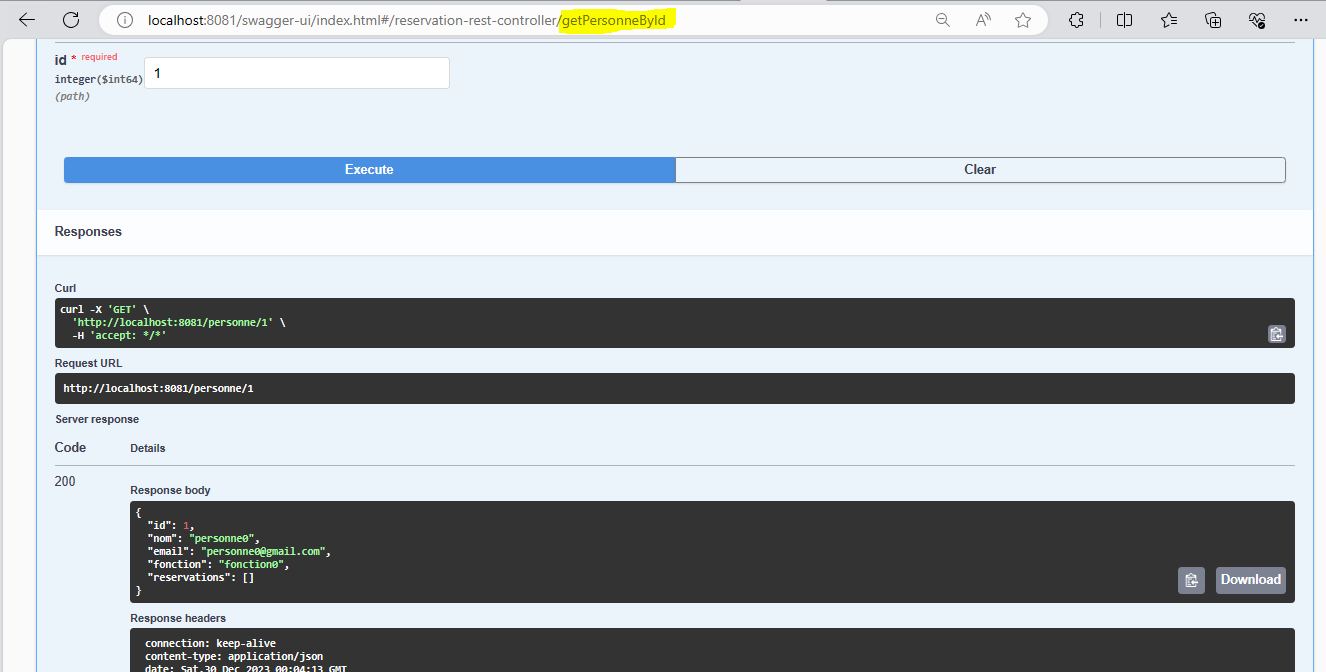 localhost:8081/swagger-ui/index.html#/reservation-rest-controller/getPersonneById
id * required
1
integer($int64)
(path)
Execute
Clear
Responses
Curl
curl -X 'GET' \
'http://localhost:8081/personne/1' \
-H 'accept: */*'
Request URL
http://localhost:8081/personne/1
Server response
Code
Details
200
Response body
{
"id": 1,
"nom": "personne0",
"email": "personne0@gmail.com",
"fonction": "fonction0",
"reservations": []
}
Download
Response headers
connection: keep-alive
content-type: application/json
date: Sat,30 Dec 2023 00:04:13 GMT